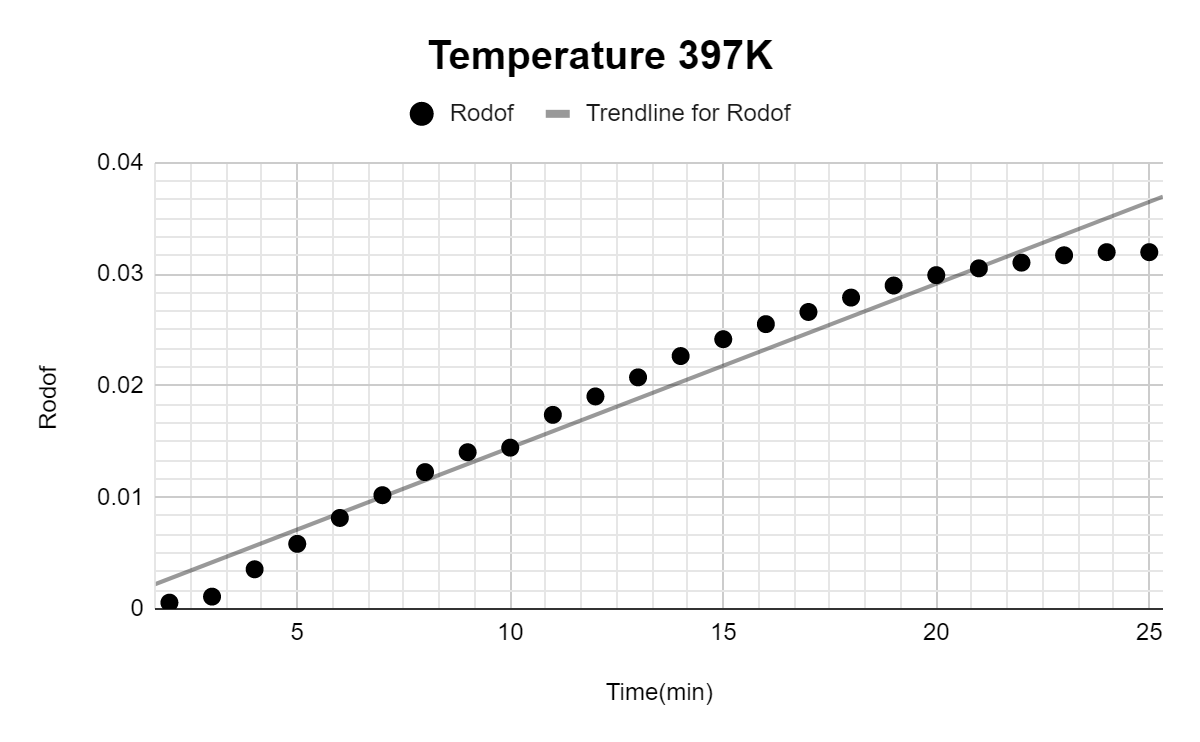 Temperature 397K
Rodof Trendline for Rodof
0.04
0.03
0.02
0.01
0
Rodof
5 10 15 20 25
Time(min)